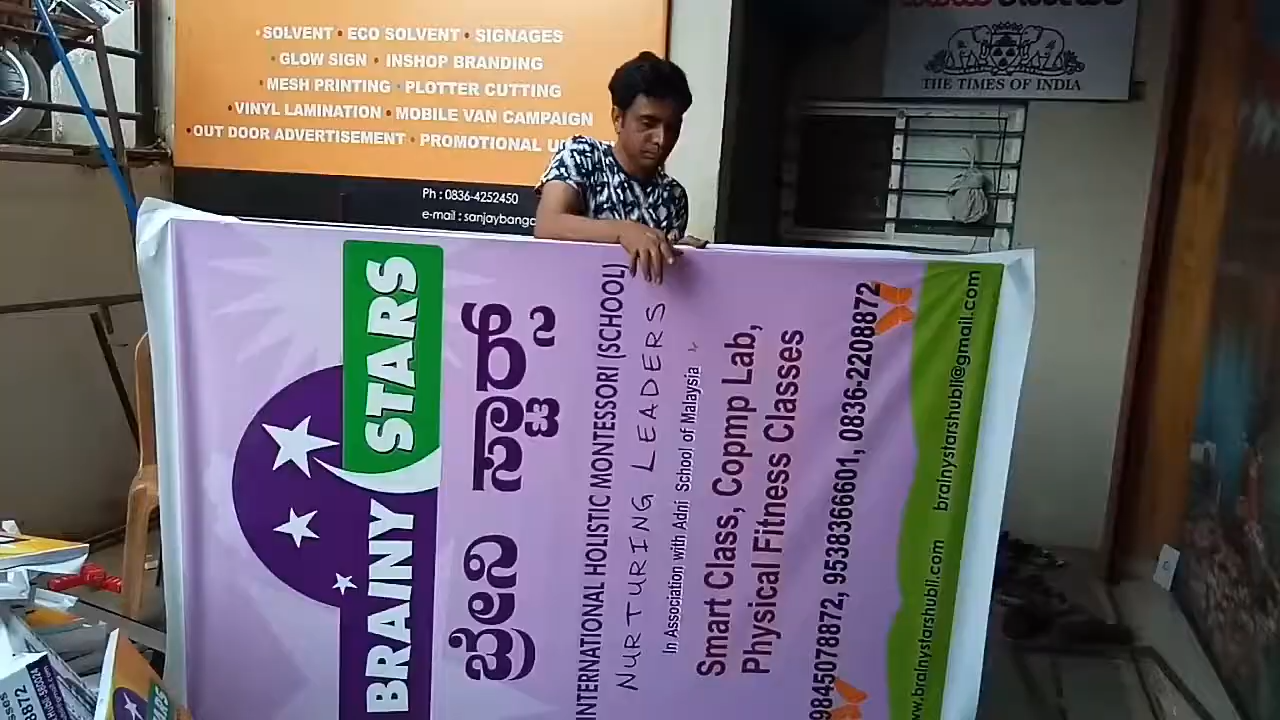 • SOLVENT • ECO SOLVENT • SIGNAGES
• GLOW SIGN • INSHOP BRANDING
• MESH PRINTING • PLOTTER CUTTING
• VINYL LAMINATION • MOBILE VAN CAMPAIGN
• OUT DOOR ADVERTISEMENT • PROMOTIONAL
Ph : 0836-4252450
e-mail : sanjaybanga
THE TIMES OF INDIA
BRAINY STARS
ಬ್ರೇನಿ ಸ್ಟಾರ್ಸ್
INTERNATIONAL HOLISTIC MONTESSORI (SCHOOL)
NURTURING LEADERS
In Association with Adni School of Malaysia
Smart Class, Copmp Lab,
Physical Fitness Classes
9845078872, 9538366601, 0836-2208872
www.brainystarshubli.com brainystarshubli@gmail.com
8872